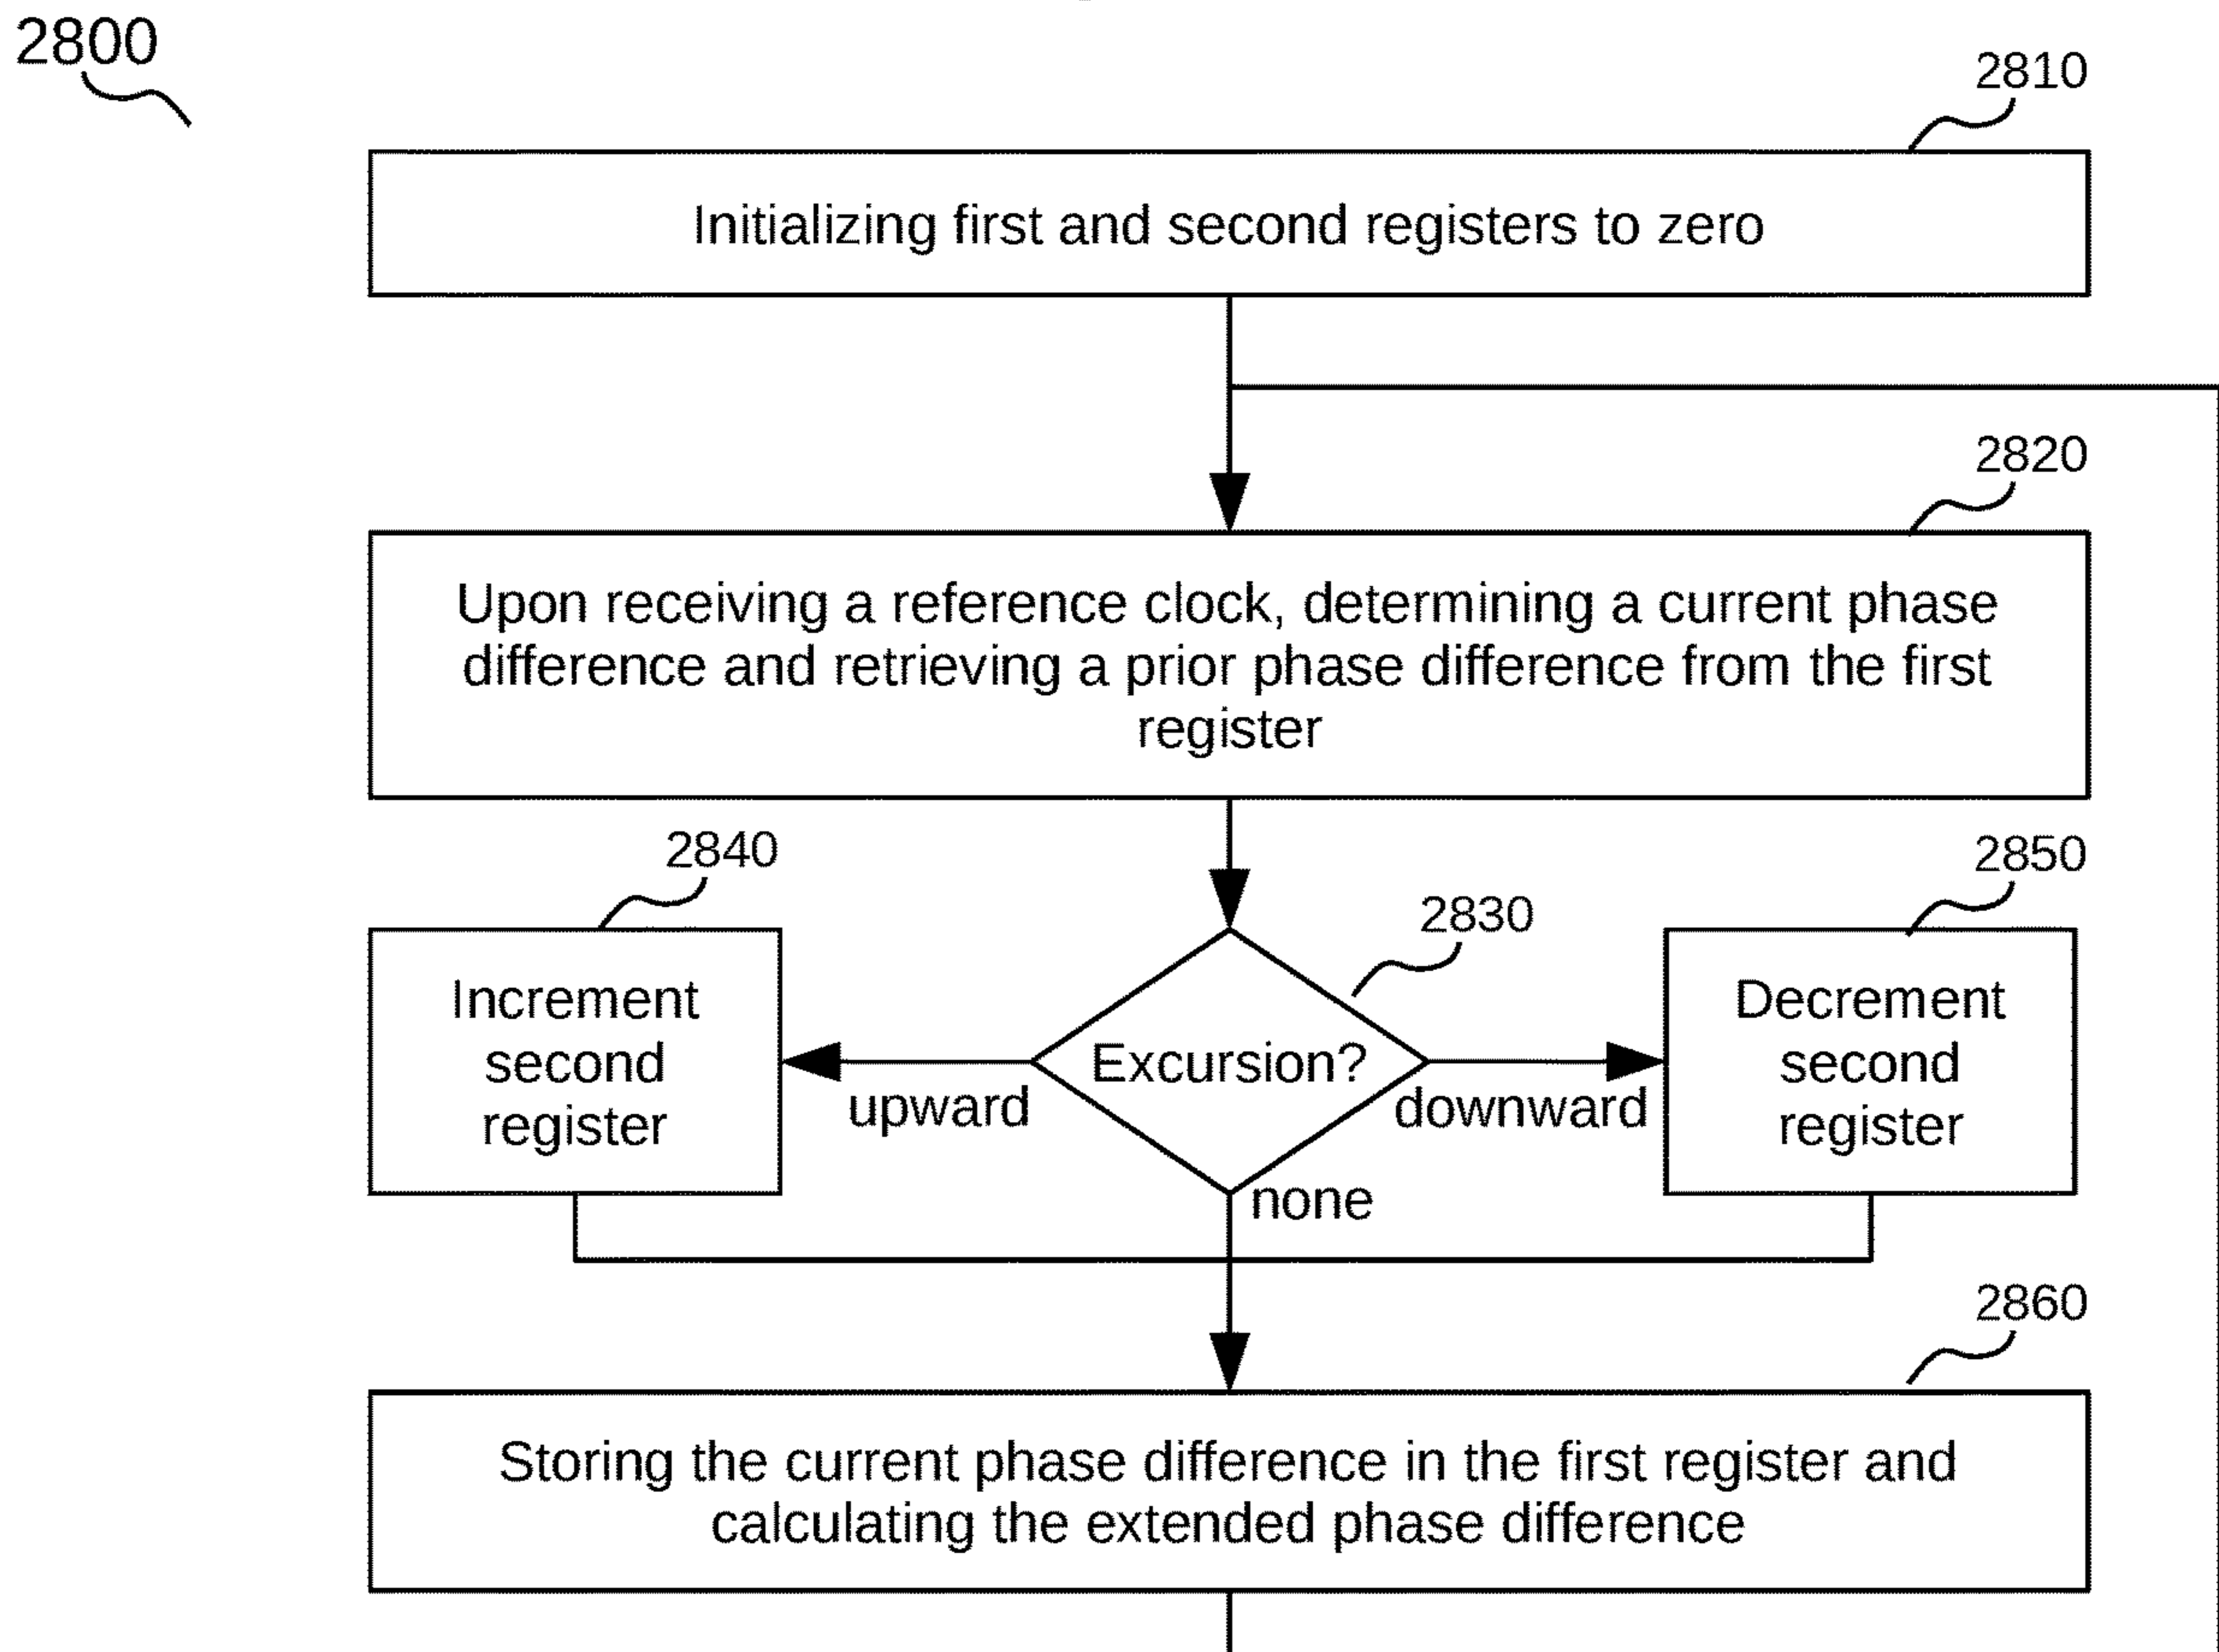 2800
2810
Initializing first and second registers to zero
2820
Upon receiving a reference clock, determining a current phase
difference and retrieving a prior phase difference from the first
register
2840
2850
2830
Increment
second
register
Excursion?
upward
downward
none
Decrement
second
register
2860
Storing the current phase difference in the first register and
calculating the extended phase difference